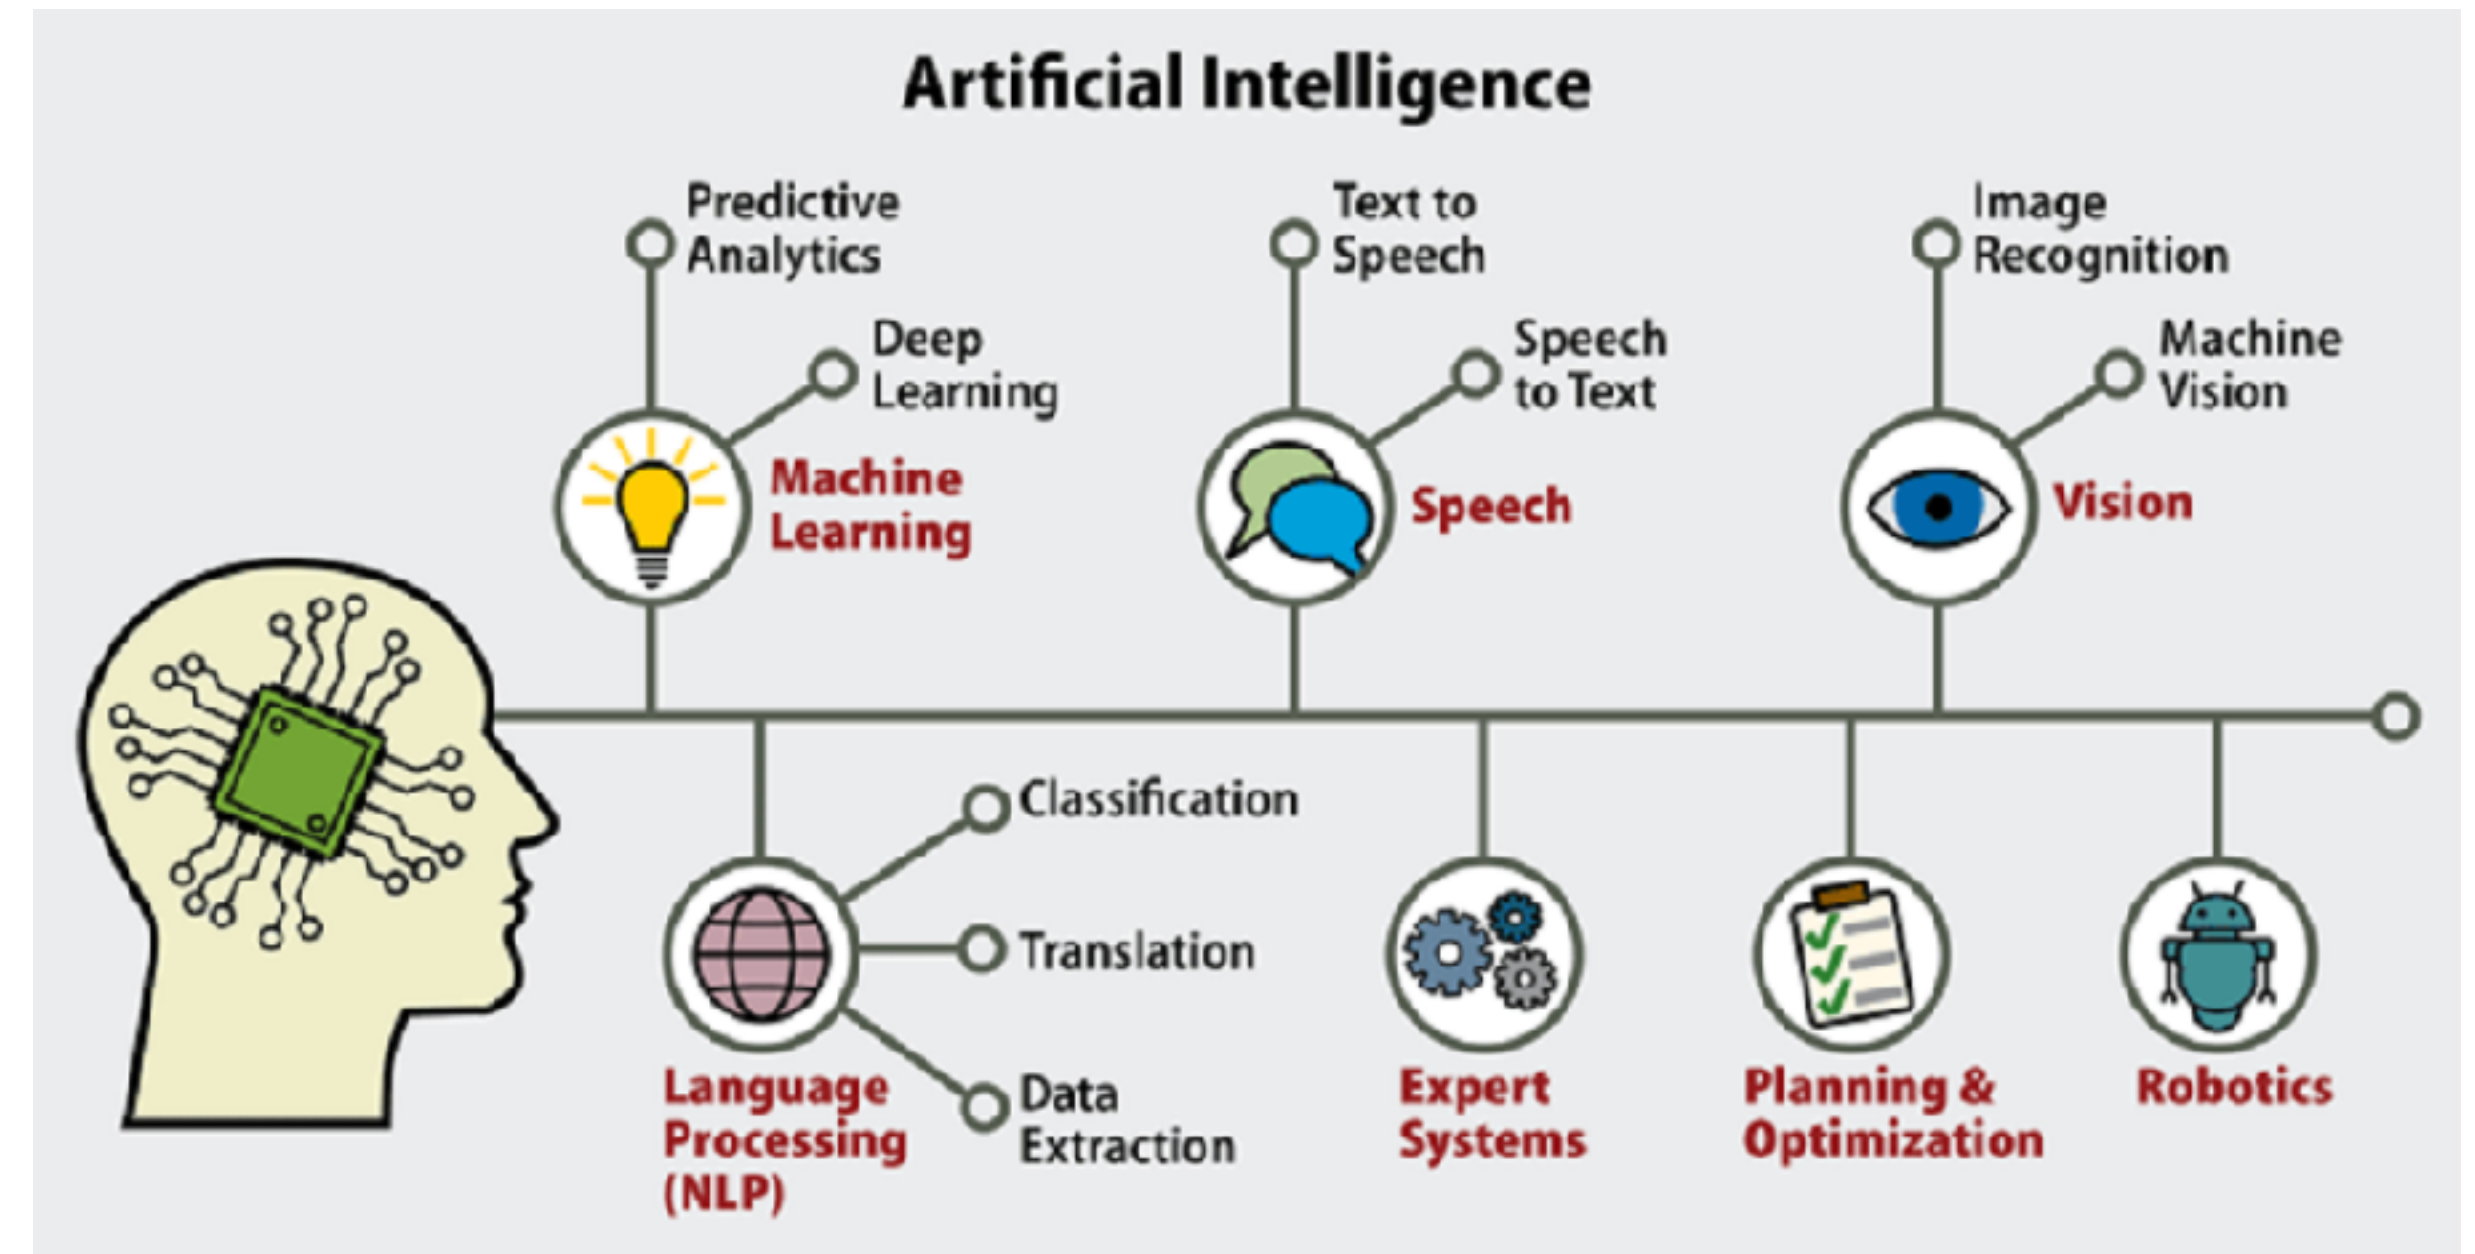 Artificial Intelligence
Predictive
Analytics
Deep
Learning
Machine
Learning
Text to
Speech
Speech
to Text
Speech
Image
Recognition
Machine
Vision
Vision
Classification
Translation
Data
Extraction
Language
Processing
(NLP)
Expert
Systems
Planning &
Optimization
Robotics